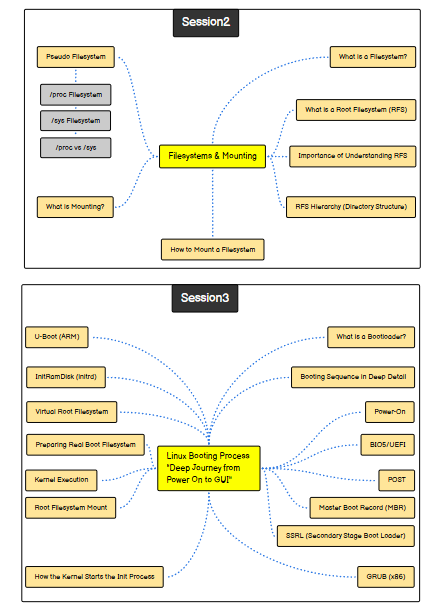 Session2
Pseudo Filesystem
What is a Filesystem?
/proc Filesystem
What is a Root Filesystem (RFS)
/sys Filesystem
/proc vs /sys
Filesystems & Mounting
Importance of Understanding RFS
What is Mounting?
RFS Hierarchy (Directory Structure)
How to Mount a Filesystem
Session3
U-Boot (ARM)
What is a Bootloader?
InitRamDisk (initrd)
Booting Sequence in Deep Detail
Virtual Root Filesystem
Power-On
Preparing Real Boot Filesystem
BIOS/UEFI
Linux Booting Process
"Deep Journey from
Power On to GUI"
Kernel Execution
POST
Root Filesystem Mount
Master Boot Record (MBR)
SSRL (Secondary Stage Boot Loader)
How the Kernel Starts the Init Process
GRUB (x86)